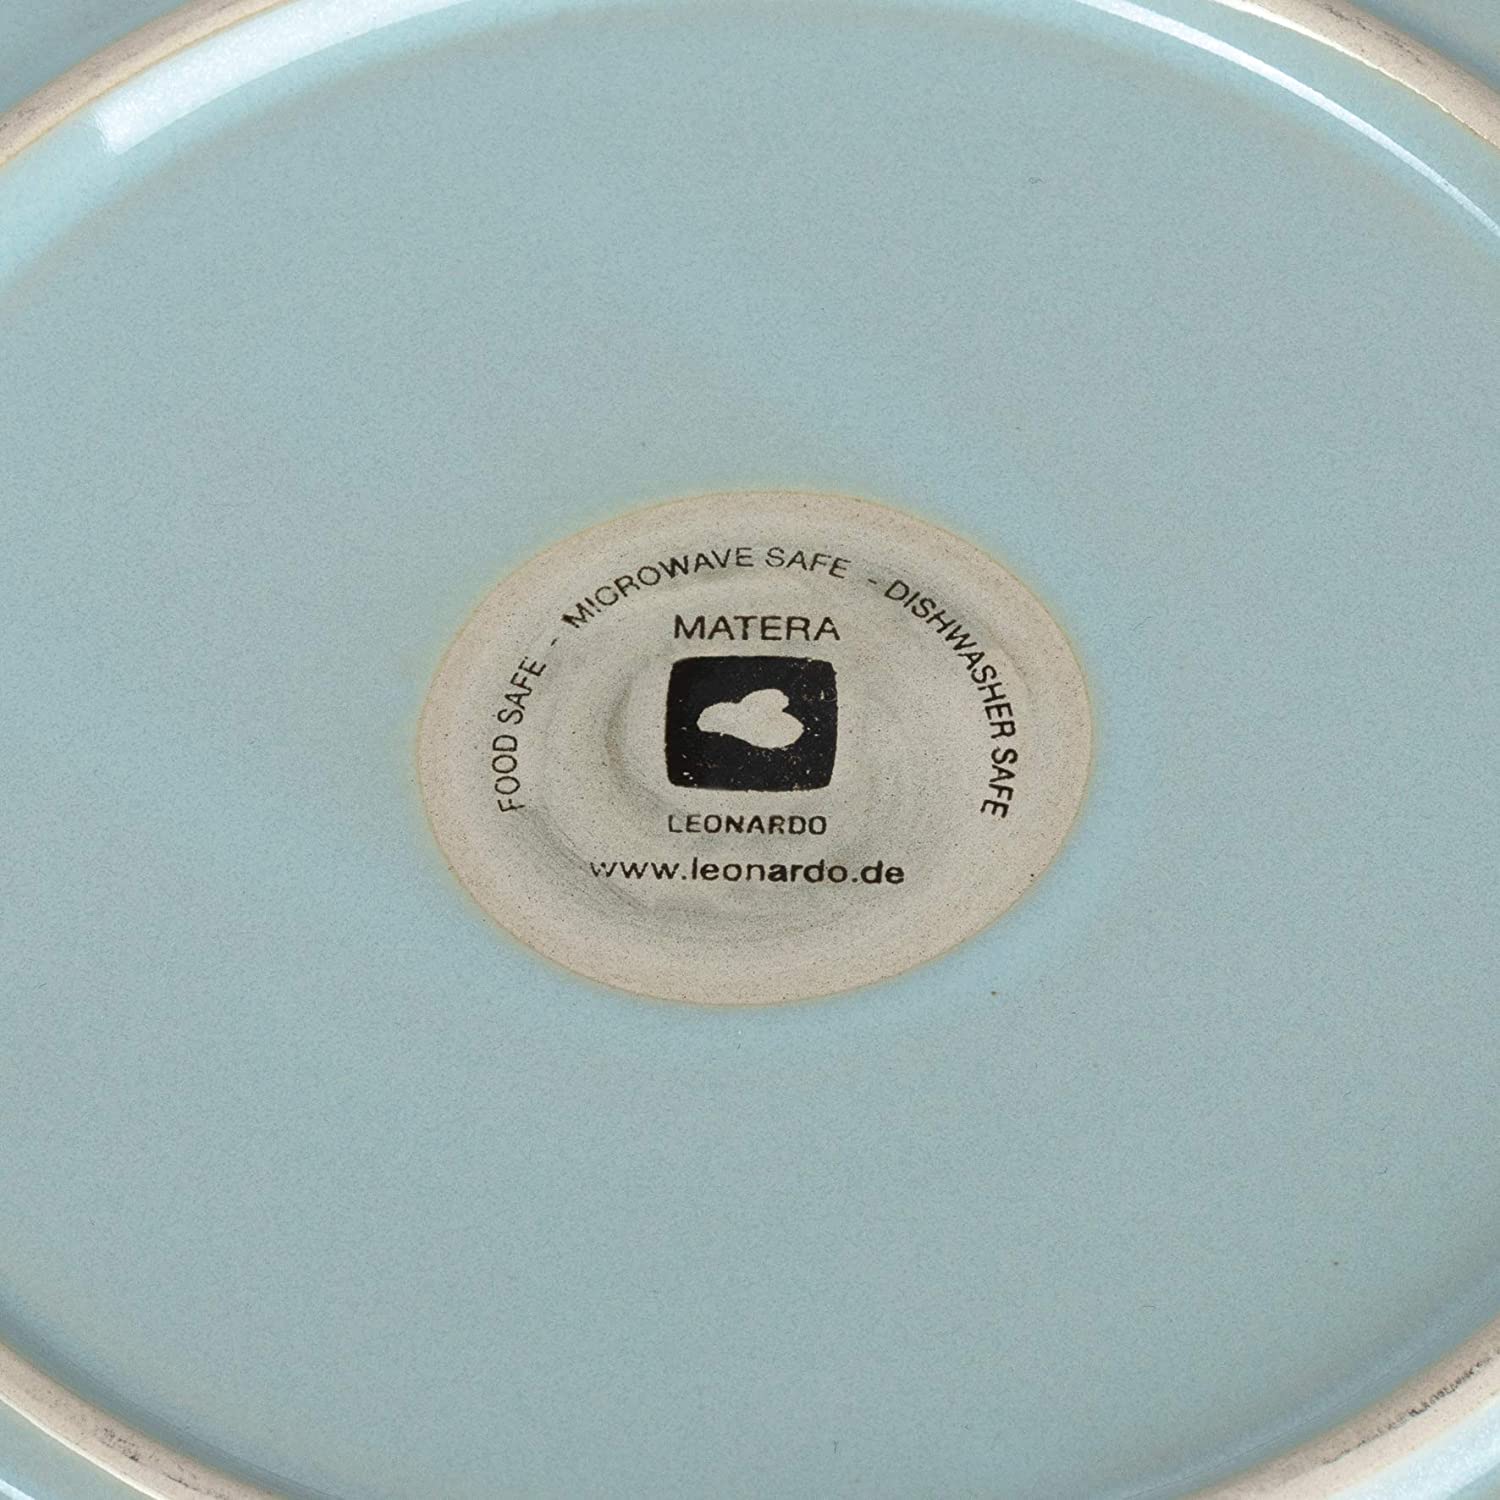 FOOD SAFE - MICROWAVE SAFE - DISHWASHER SAFE
MATERA
LEONARDO
www.leonardo.de